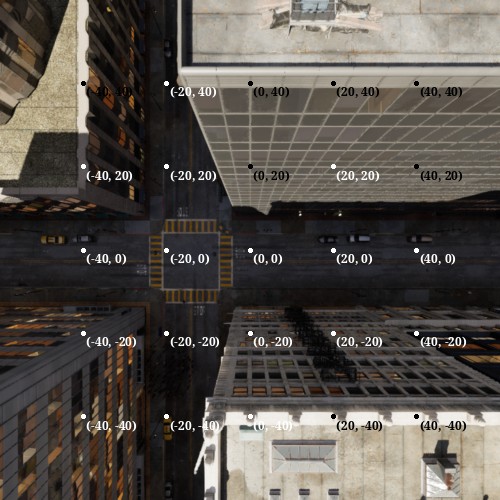 (-40, 40) (-20, 40) (0, 40) (20, 40) (40, 40)
(-40, 20) (-20, 20) (0, 20) (20, 20) (40, 20)
(-40, 0) (-20, 0) (0, 0) (20, 0) (40, 0)
(-40, -20) (-20, -20) (0, -20) (20, -20) (40, -20)
(-40, -40) (-20, -40) (0, -40) (20, -40) (40, -40)